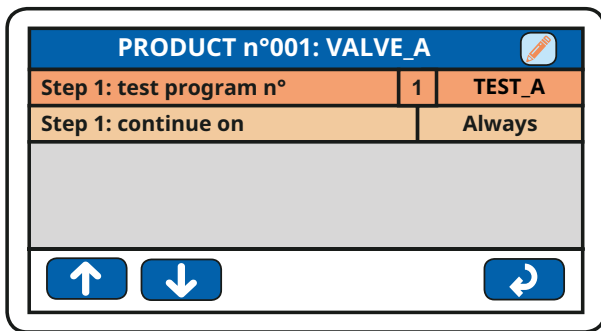 PRODUCT n°001: VALVE_A
Step 1: test program n° 1 TEST_A
Step 1: continue on Always